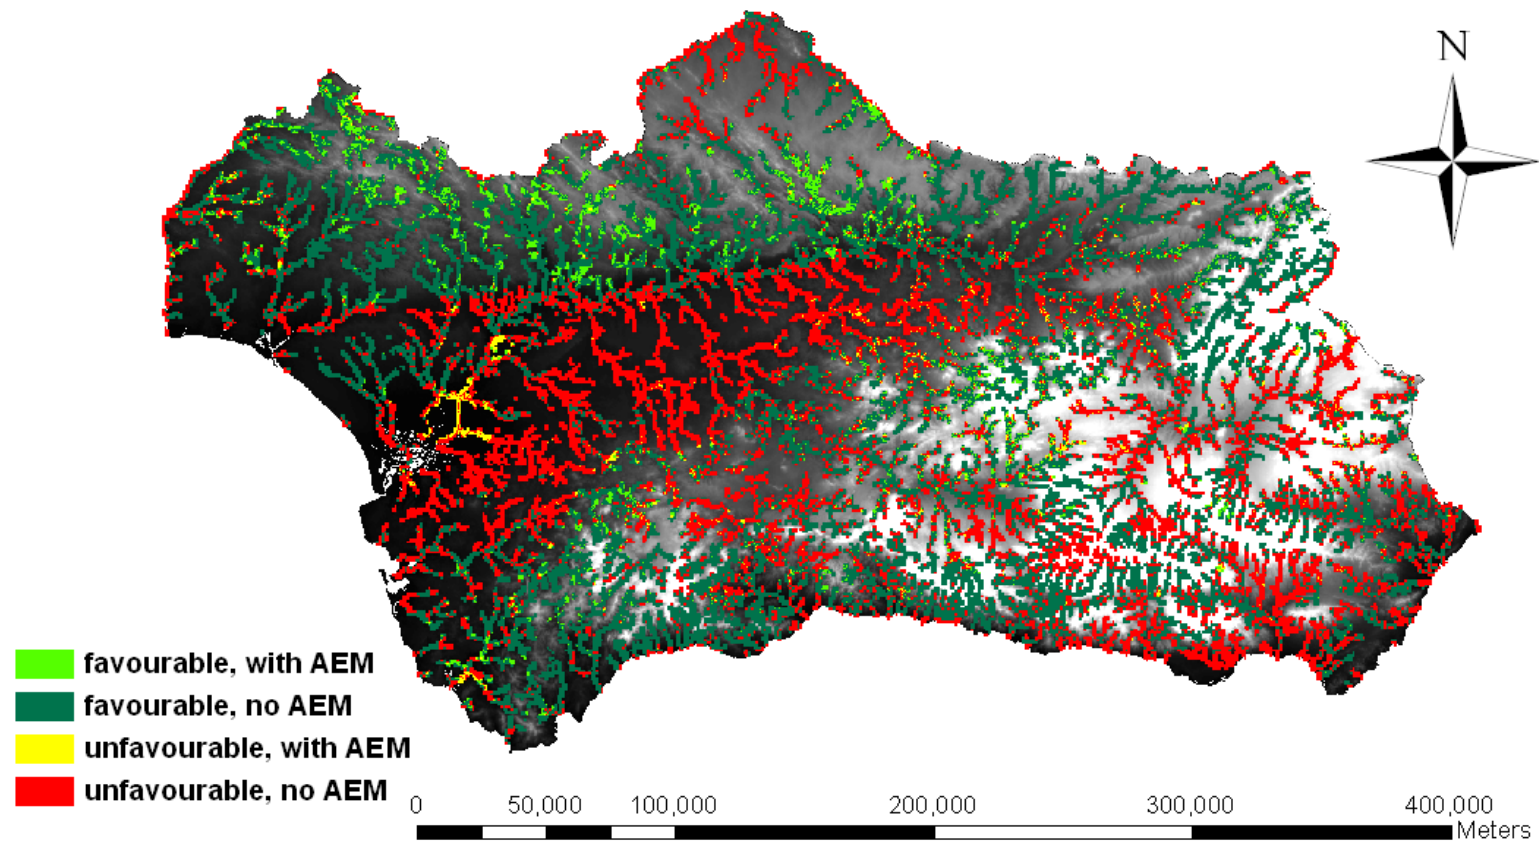 N
favourable, with AEM
favourable, no AEM
unfavourable, with AEM
unfavourable, no AEM
0 50,000 100,000 200,000 300,000 400,000
Meters